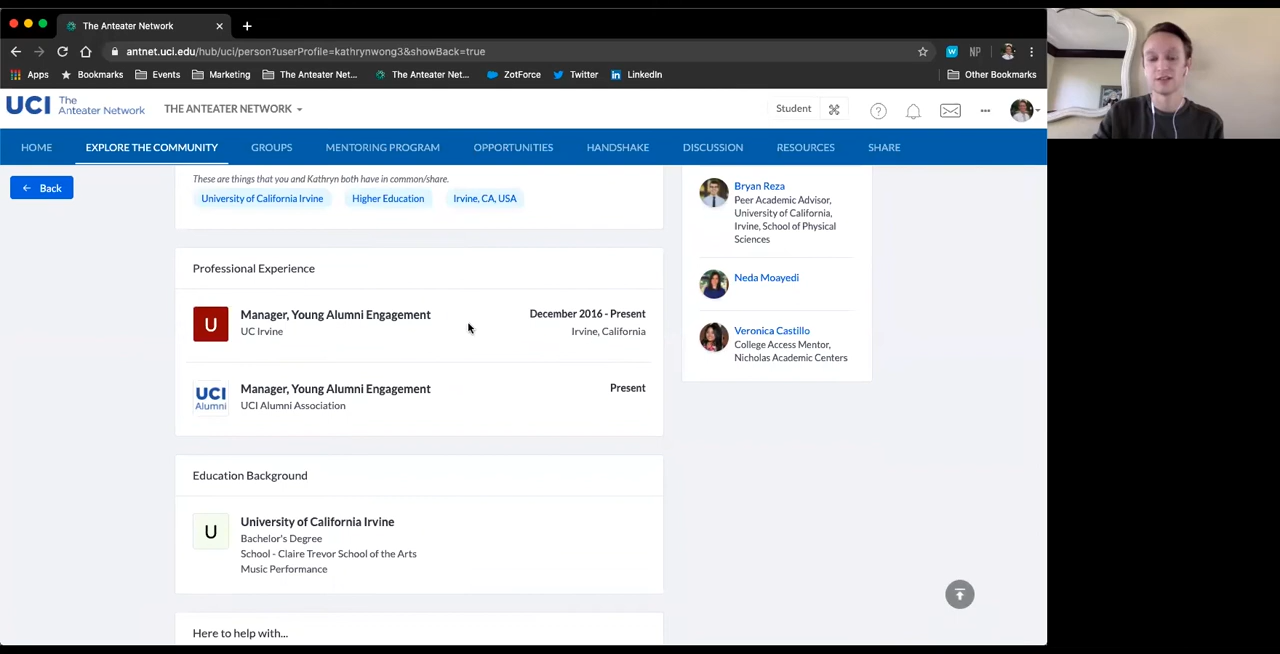 The Anteater Network
antnet.uci.edu/hub/uci/person?userProfile=kathrynwong3&showBack=true
W
NP
Apps
Bookmarks
Events
Marketing
The Anteater Net...
The Anteater Net...
ZotForce
Twitter
LinkedIn
Other Bookmarks
UCI The
Anteater Network
THE ANTEATER NETWORK
Student
HOME
EXPLORE THE COMMUNITY
GROUPS
MENTORING PROGRAM
OPPORTUNITIES
HANDSHAKE
DISCUSSION
RESOURCES
SHARE
Back
These are things that you and Kathryn both have in common/share.
University of California Irvine
Higher Education
Irvine, CA, USA
Professional Experience
U
Manager, Young Alumni Engagement
December 2016 - Present
UC Irvine
Irvine, California
UCI
Alumni
Manager, Young Alumni Engagement
Present
UCI Alumni Association
Education Background
U
University of California Irvine
Bachelor's Degree
School - Claire Trevor School of the Arts
Music Performance
Here to help with...
Bryan Reza
Peer Academic Advisor,
University of California,
Irvine, School of Physical
Sciences
Neda Moayedi
Veronica Castillo
College Access Mentor,
Nicholas Academic Centers